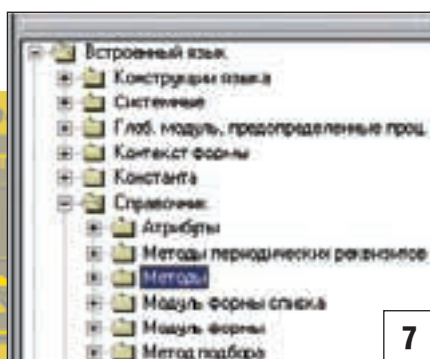 Встроенный язык
Конструкции языка
Системные
Глоб. модуль, предопределенные проц.
Контекст формы
Константа
Справочник
Атрибуты
Методы периодических реквизитов
Методы
Модуль формы списка
Модуль формы
Метод подбора
7